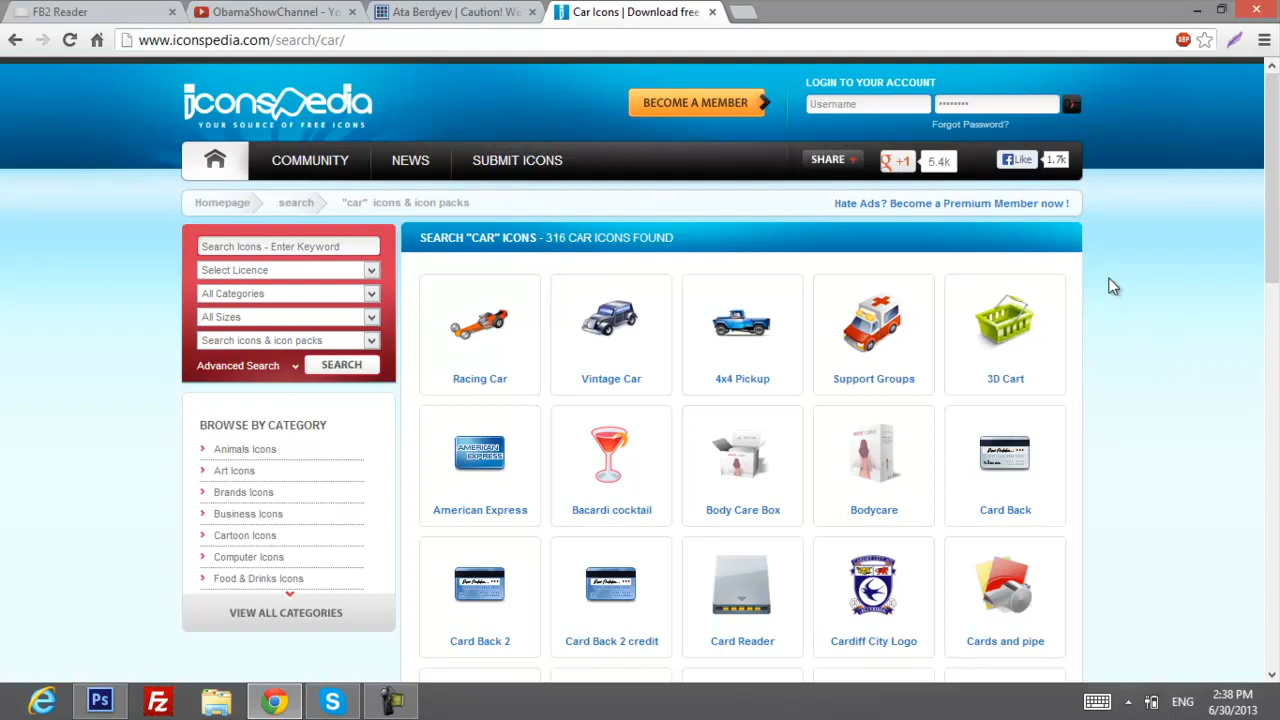 FB2 Reader
ObamaShowChannel - Yo
Ata Berdyev | Caution! Wo
Car Icons | Download free
www.iconspedia.com/search/car/
ABP
iconspedia
YOUR SOURCE OF FREE ICONS
BECOME A MEMBER
LOGIN TO YOUR ACCOUNT
Username
••••••••
Forgot Password?
COMMUNITY
NEWS
SUBMIT ICONS
SHARE
+1
5.4k
Like
1.7k
Homepage
search
"car" icons & icon packs
Hate Ads? Become a Premium Member now !
Search Icons - Enter Keyword
Select Licence
All Categories
All Sizes
Search icons & icon packs
Advanced Search
SEARCH
BROWSE BY CATEGORY
Animals Icons
Art Icons
Brands Icons
Business Icons
Cartoon Icons
Computer Icons
Food & Drinks Icons
VIEW ALL CATEGORIES
SEARCH "CAR" ICONS - 316 CAR ICONS FOUND
Racing Car
Vintage Car
4x4 Pickup
Support Groups
3D Cart
AMERICAN EXPRESS
American Express
Bacardi cocktail
Body Care Box
Bodycare
Card Back
Card Back 2
Card Back 2 credit
Card Reader
Cardiff City Logo
Cards and pipe
Ps
Fz
S
ENG
2:38 PM
6/30/2013